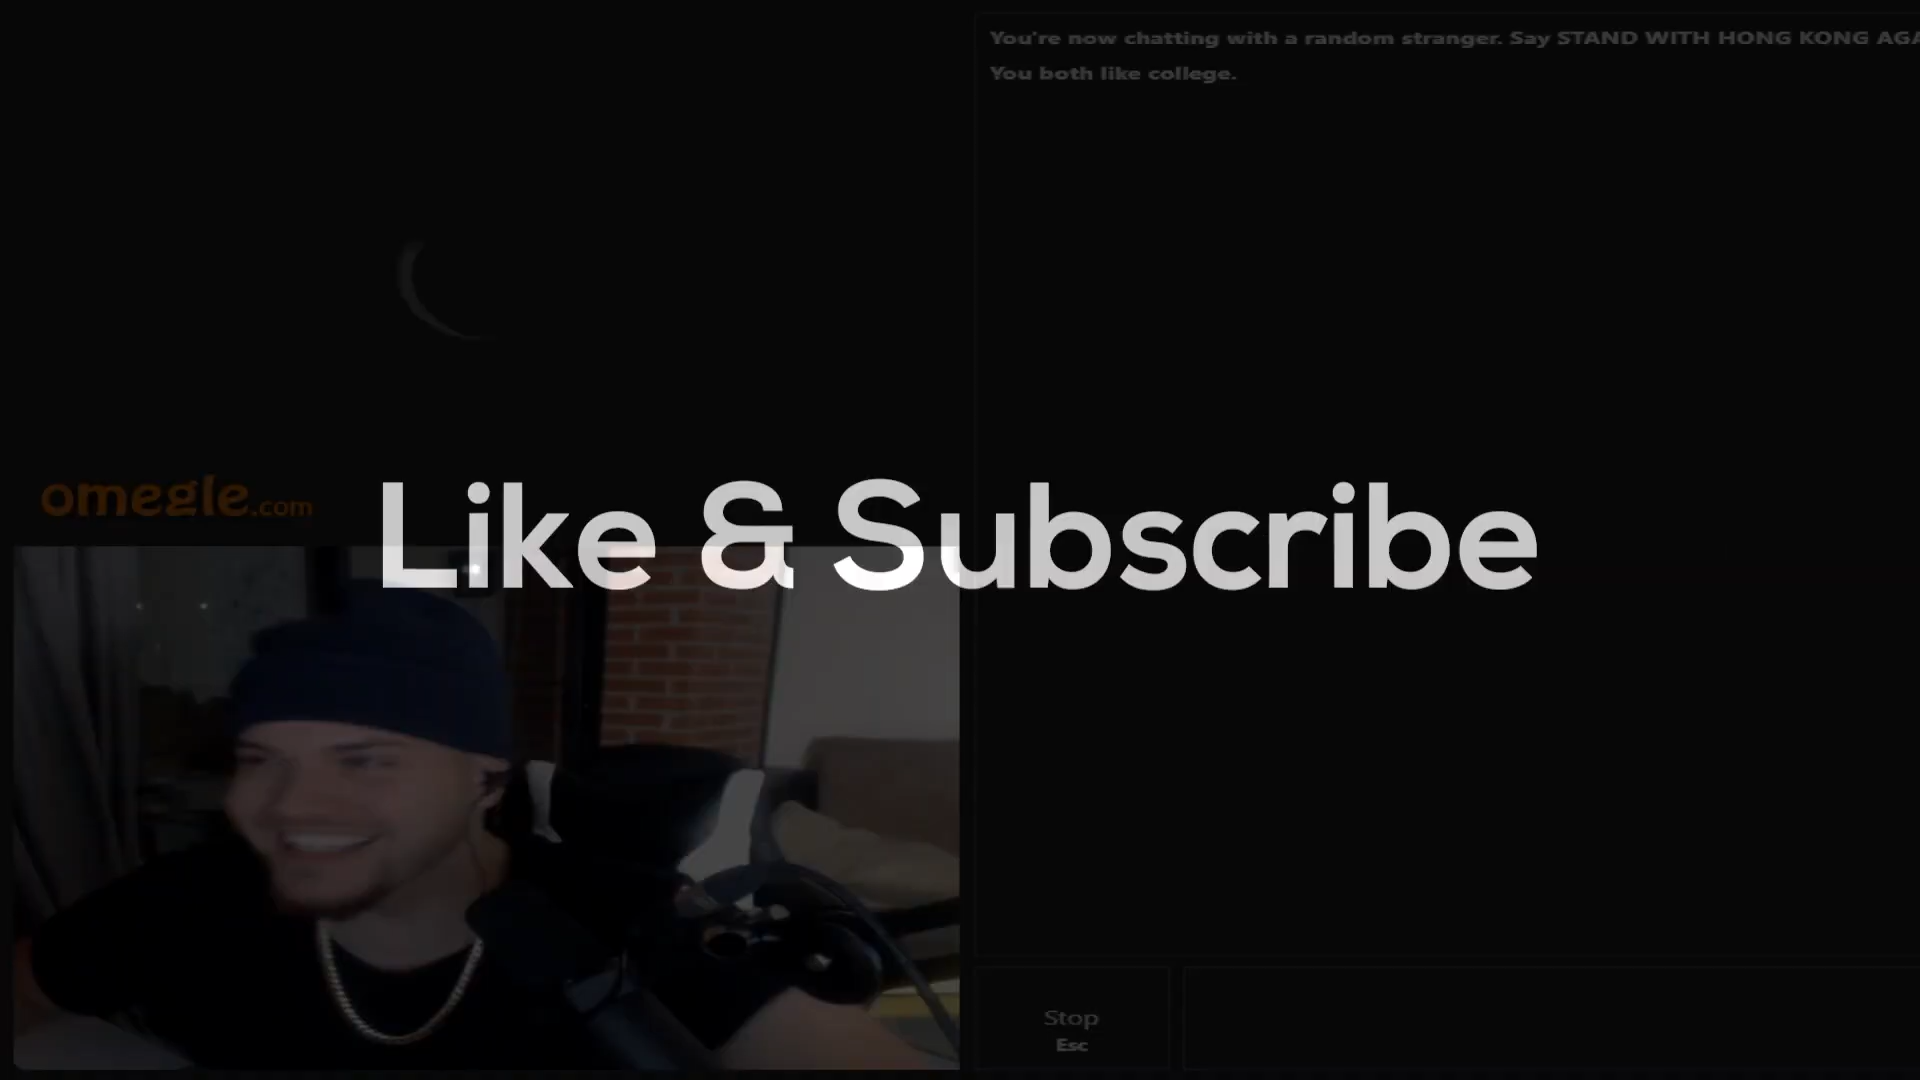 You're now chatting with a random stranger. Say STAND WITH HONG KONG AGA
You both like college.
omegle.com
Like & Subscribe
Stop
Esc